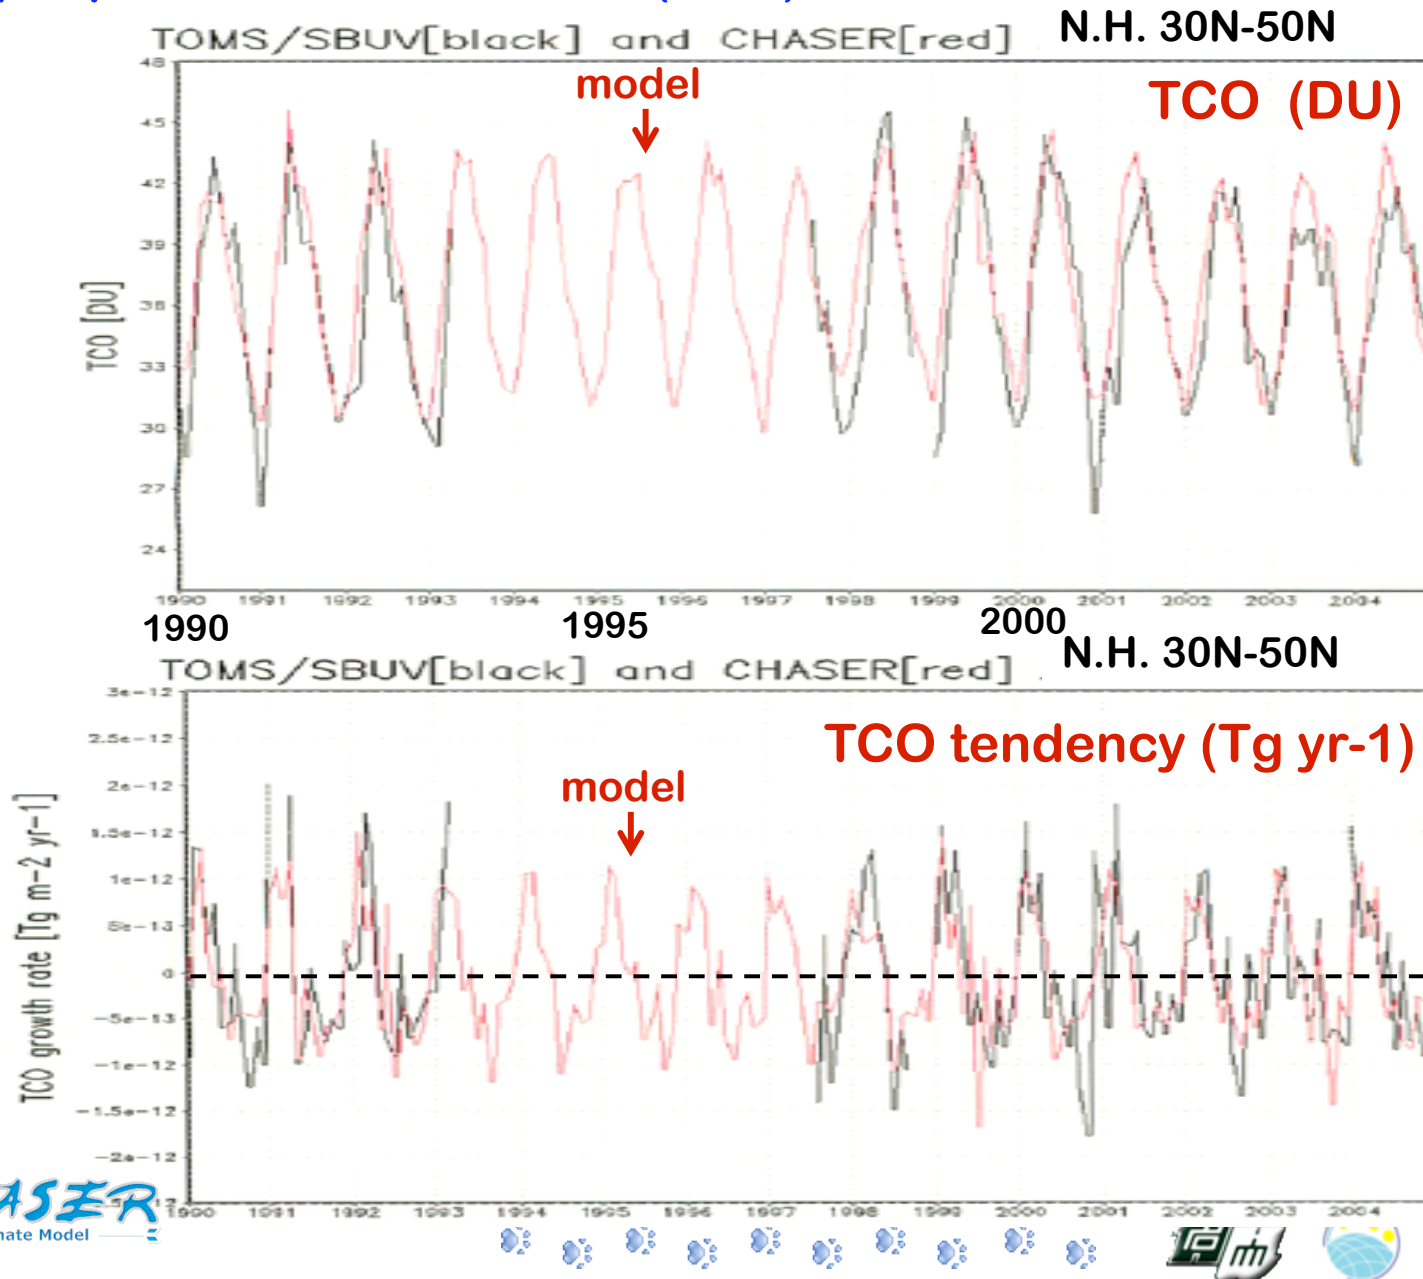 TOMS/SBUV[black] and CHASER[red] N.H. 30N-50N
model
TCO (DU)
TCO [DU]
48
45
42
39
36
33
30
27
24
1990 1991 1992 1993 1994 1995 1996 1997 1998 1999 2000 2001 2002 2003 2004
1990 1995 2000
TOMS/SBUV[black] and CHASER[red] N.H. 30N-50N
TCO tendency (Tg yr-1)
model
TCO growth rate [Tg m-2 yr-1]
3e-12
2.5e-12
2e-12
1.5e-12
1e-12
5e-13
0
-5e-13
-1e-12
-1.5e-12
-2e-12
1990 1991 1992 1993 1994 1995 1996 1997 1998 1999 2000 2001 2002 2003 2004
ASER
nate Model